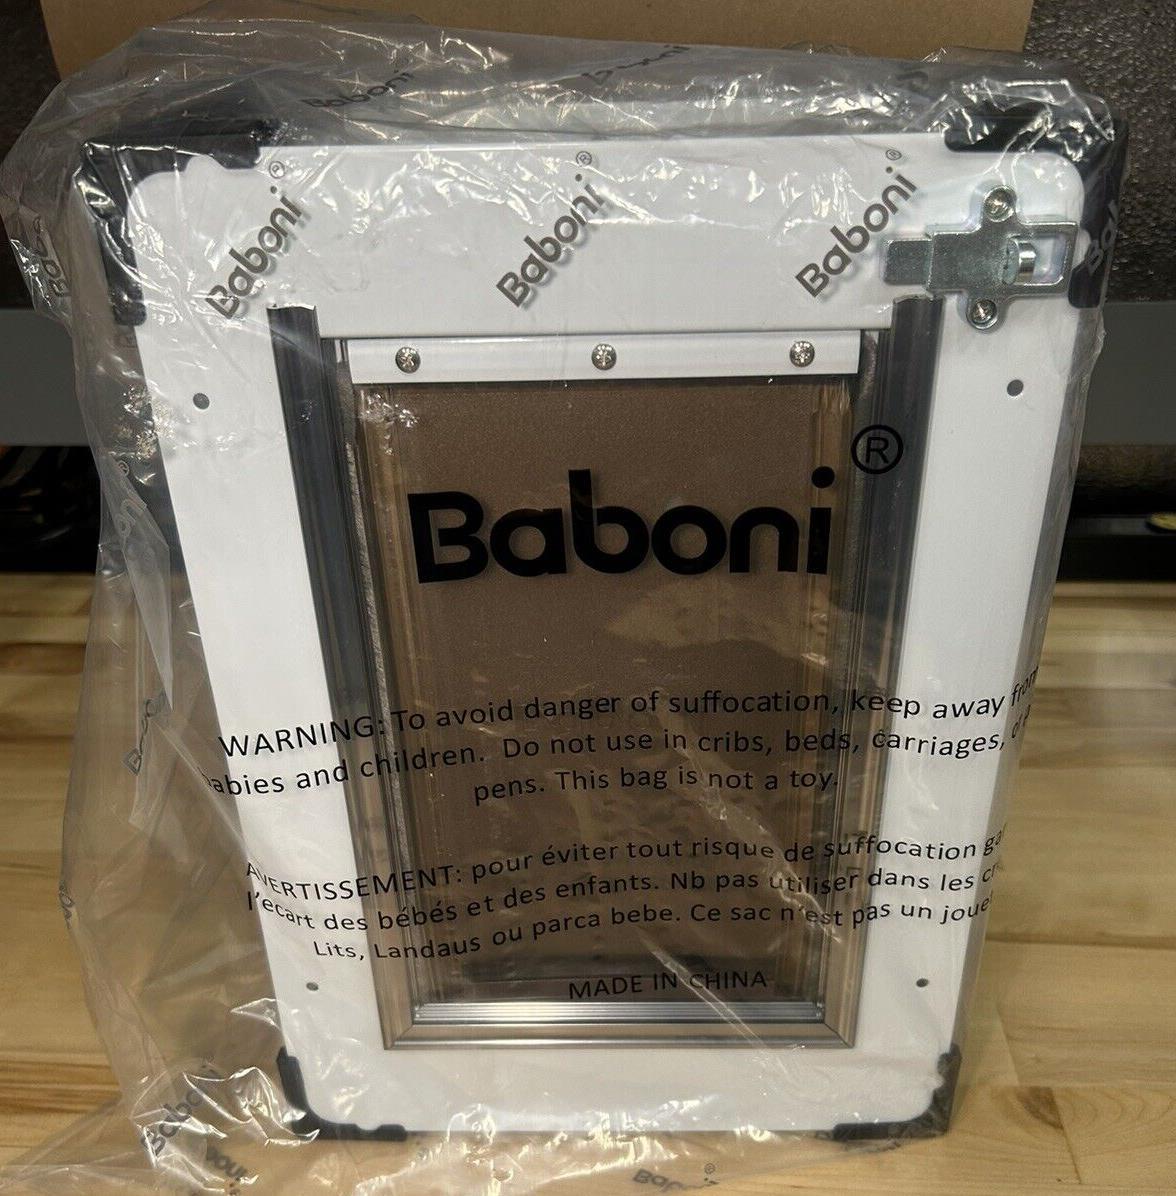 Baboni
Baboni
Baboni®
Baboni®
Baboni®
Baboni®
WARNING: To avoid danger of suffocation, keep away from
babies and children. Do not use in cribs, beds, carriages,
pens. This bag is not a toy.
AVERTISSEMENT: pour éviter tout risque de suffocation
l'écart des bébés et des enfants. Nb pas utiliser dans les
Lits, Landaus ou parca bebe. Ce sac n'est pas un jouet
MADE IN CHINA